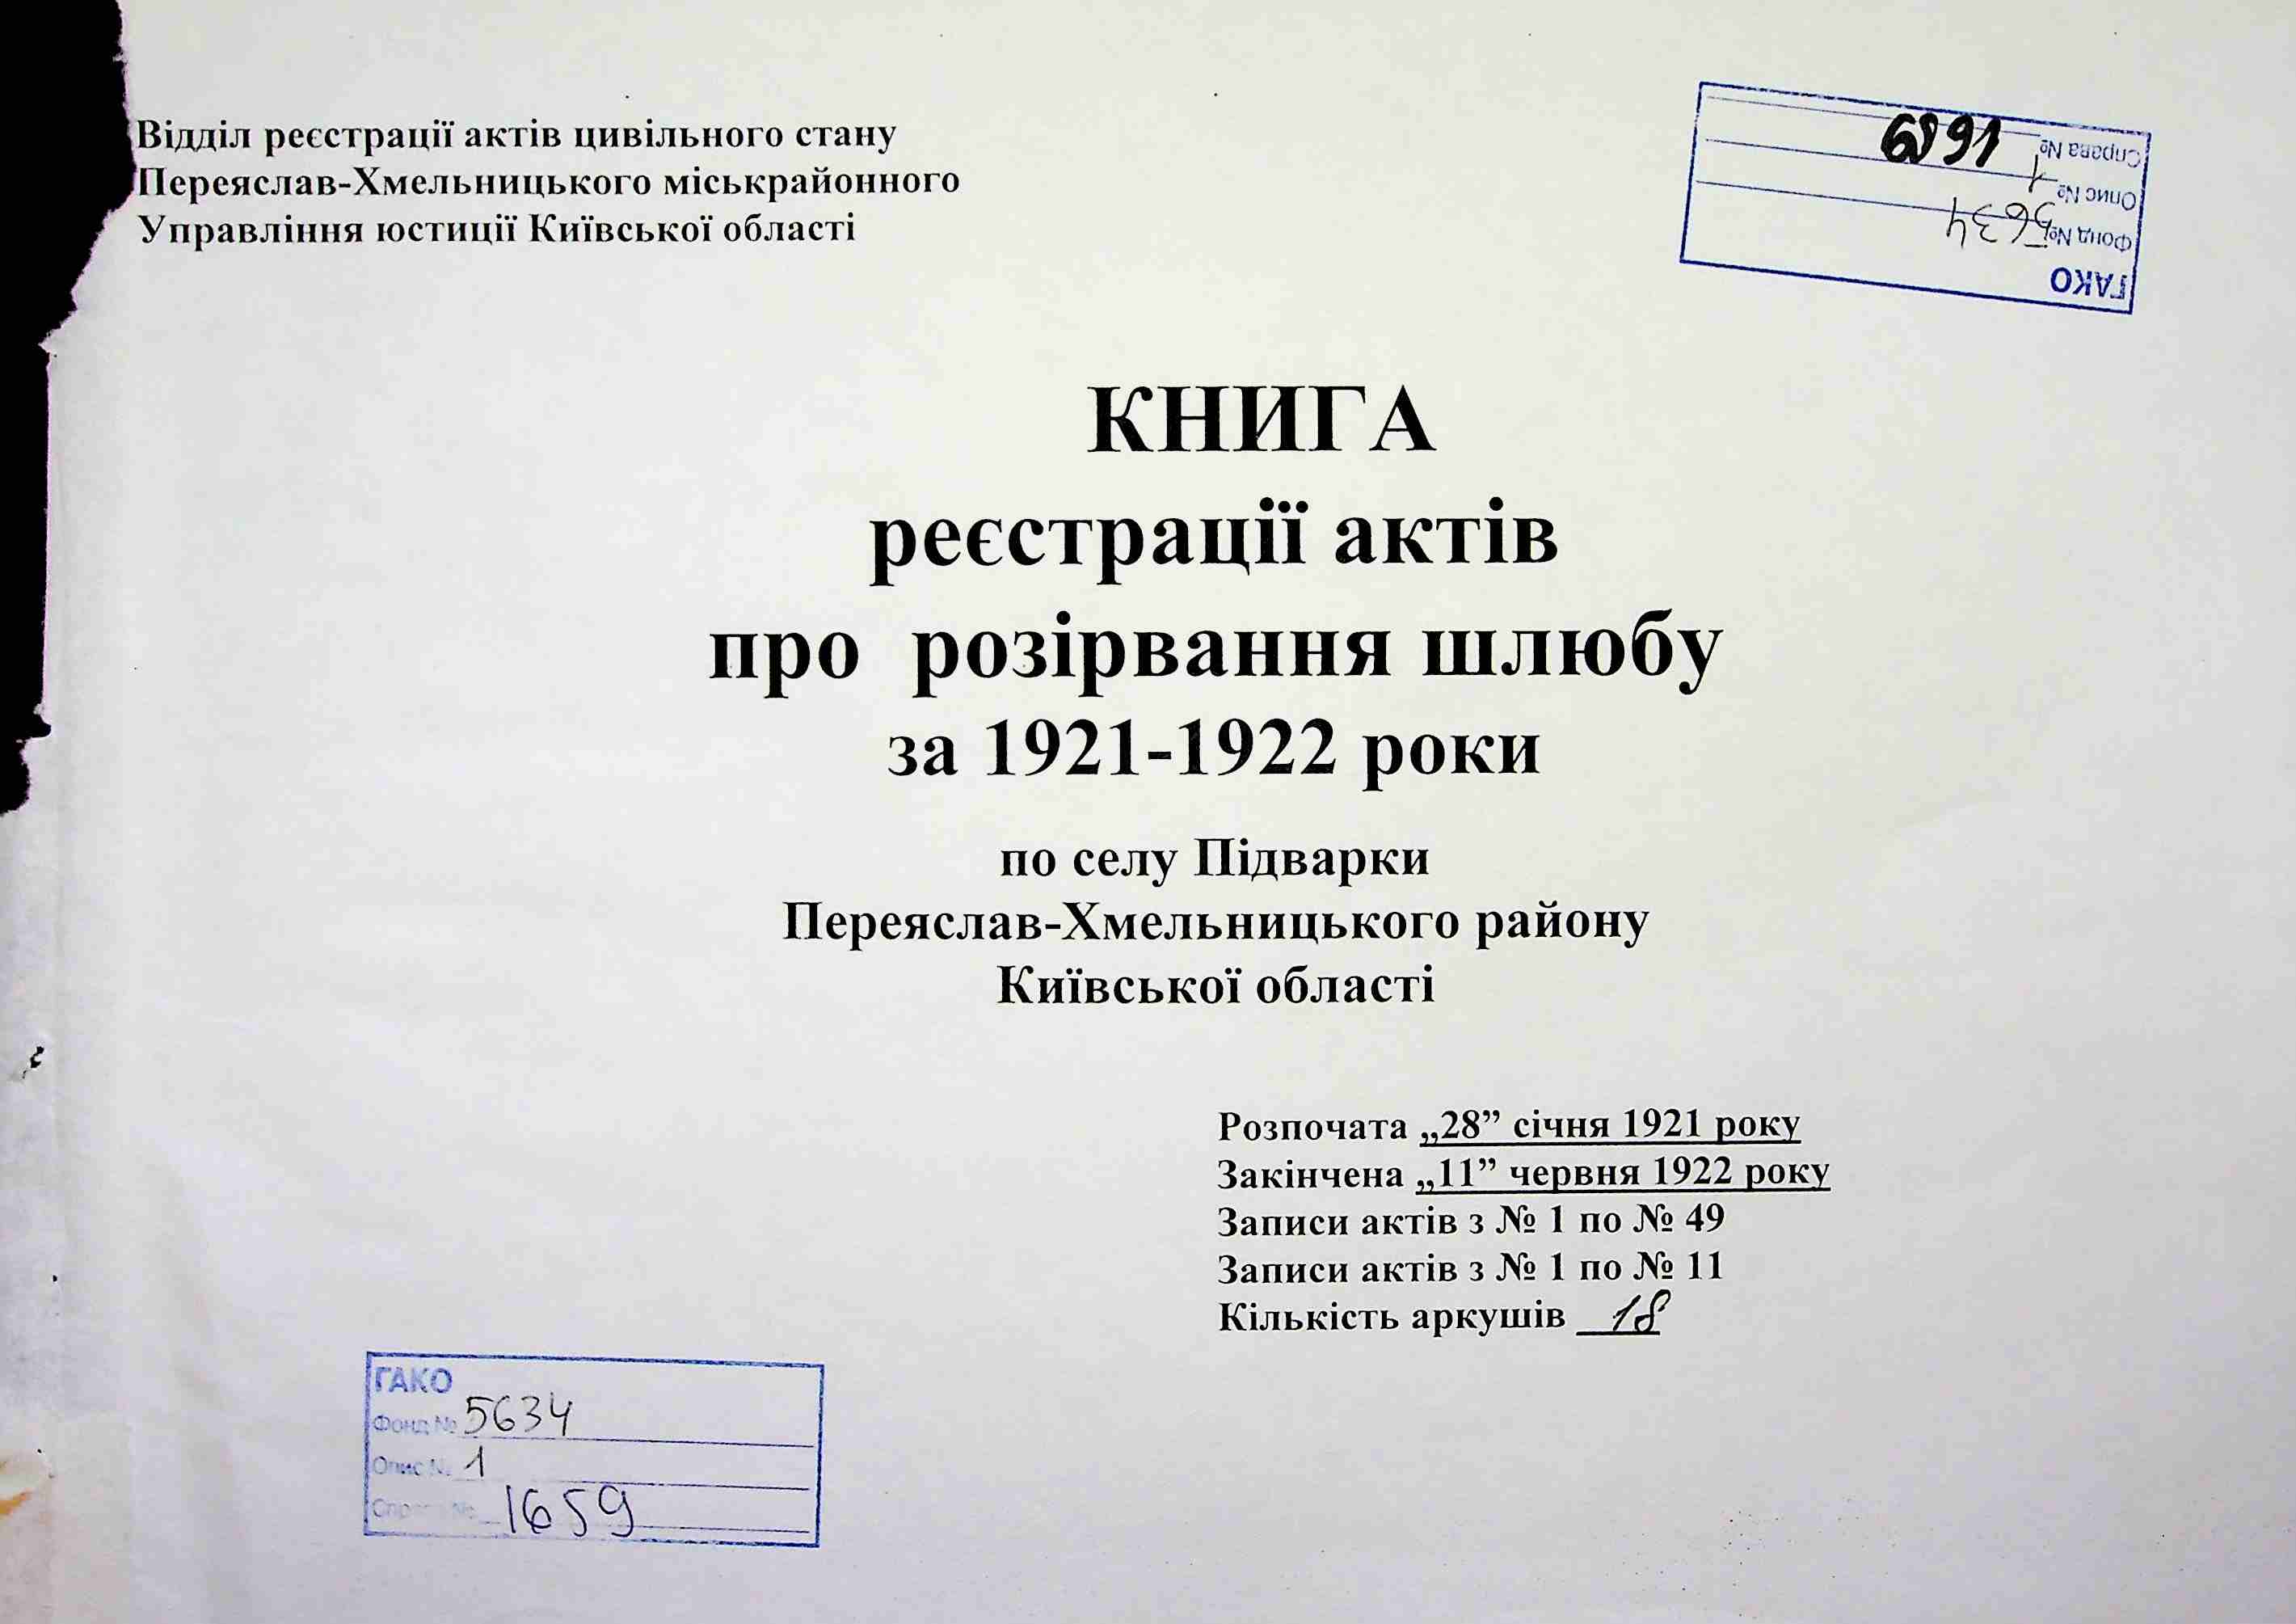 Відділ реєстрації актів цивільного стану
Переяслав-Хмельницького міськрайонного
Управління юстиції Київської області
ГАКО
Фонд № 5634
Опис № 1
Справа №
КНИГА
реєстрації актів
про розірвання шлюбу
за 1921-1922 роки
по селу Підварки
Переяслав-Хмельницького району
Київської області
Розпочата „28” січня 1921 року
Закінчена „11” червня 1922 року
Записи актів з № 1 по № 49
Записи актів з № 1 по № 11
Кількість аркушів 18
ГАКО
Фонд № 5634
Опис № 1
Справа № 1659